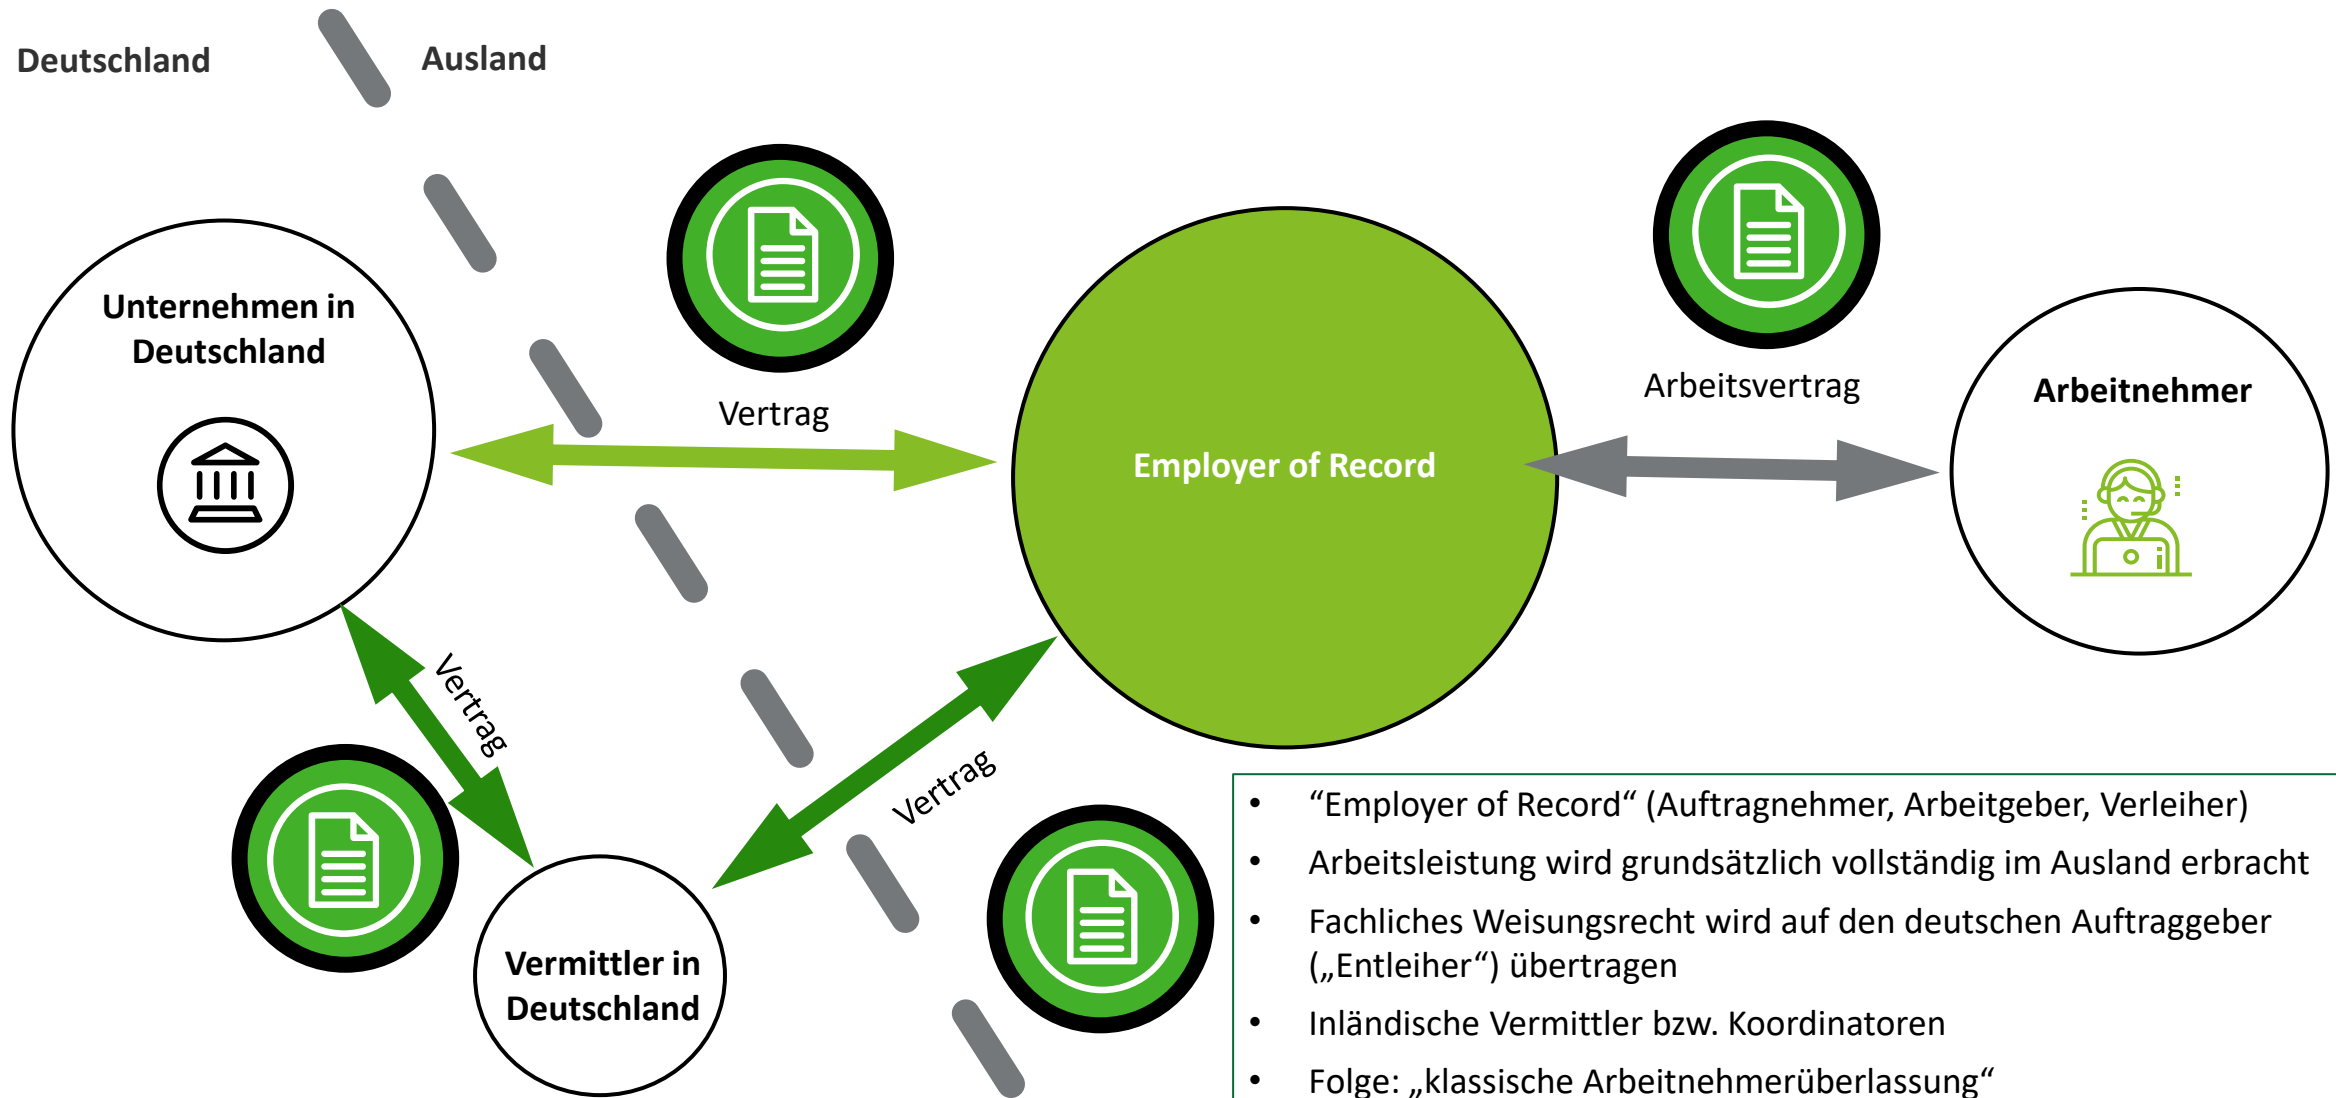 Deutschland
Ausland
Unternehmen in
Deutschland
Vertrag
Employer of Record
Arbeitsvertrag
Arbeitnehmer
Vertrag
Vertrag
Vermittler in
Deutschland
• “Employer of Record“ (Auftragnehmer, Arbeitgeber, Verleiher)
• Arbeitsleistung wird grundsätzlich vollständig im Ausland erbracht
• Fachliches Weisungsrecht wird auf den deutschen Auftraggeber
(„Entleiher“) übertragen
• Inländische Vermittler bzw. Koordinatoren
• Folge: „klassische Arbeitnehmerüberlassung“